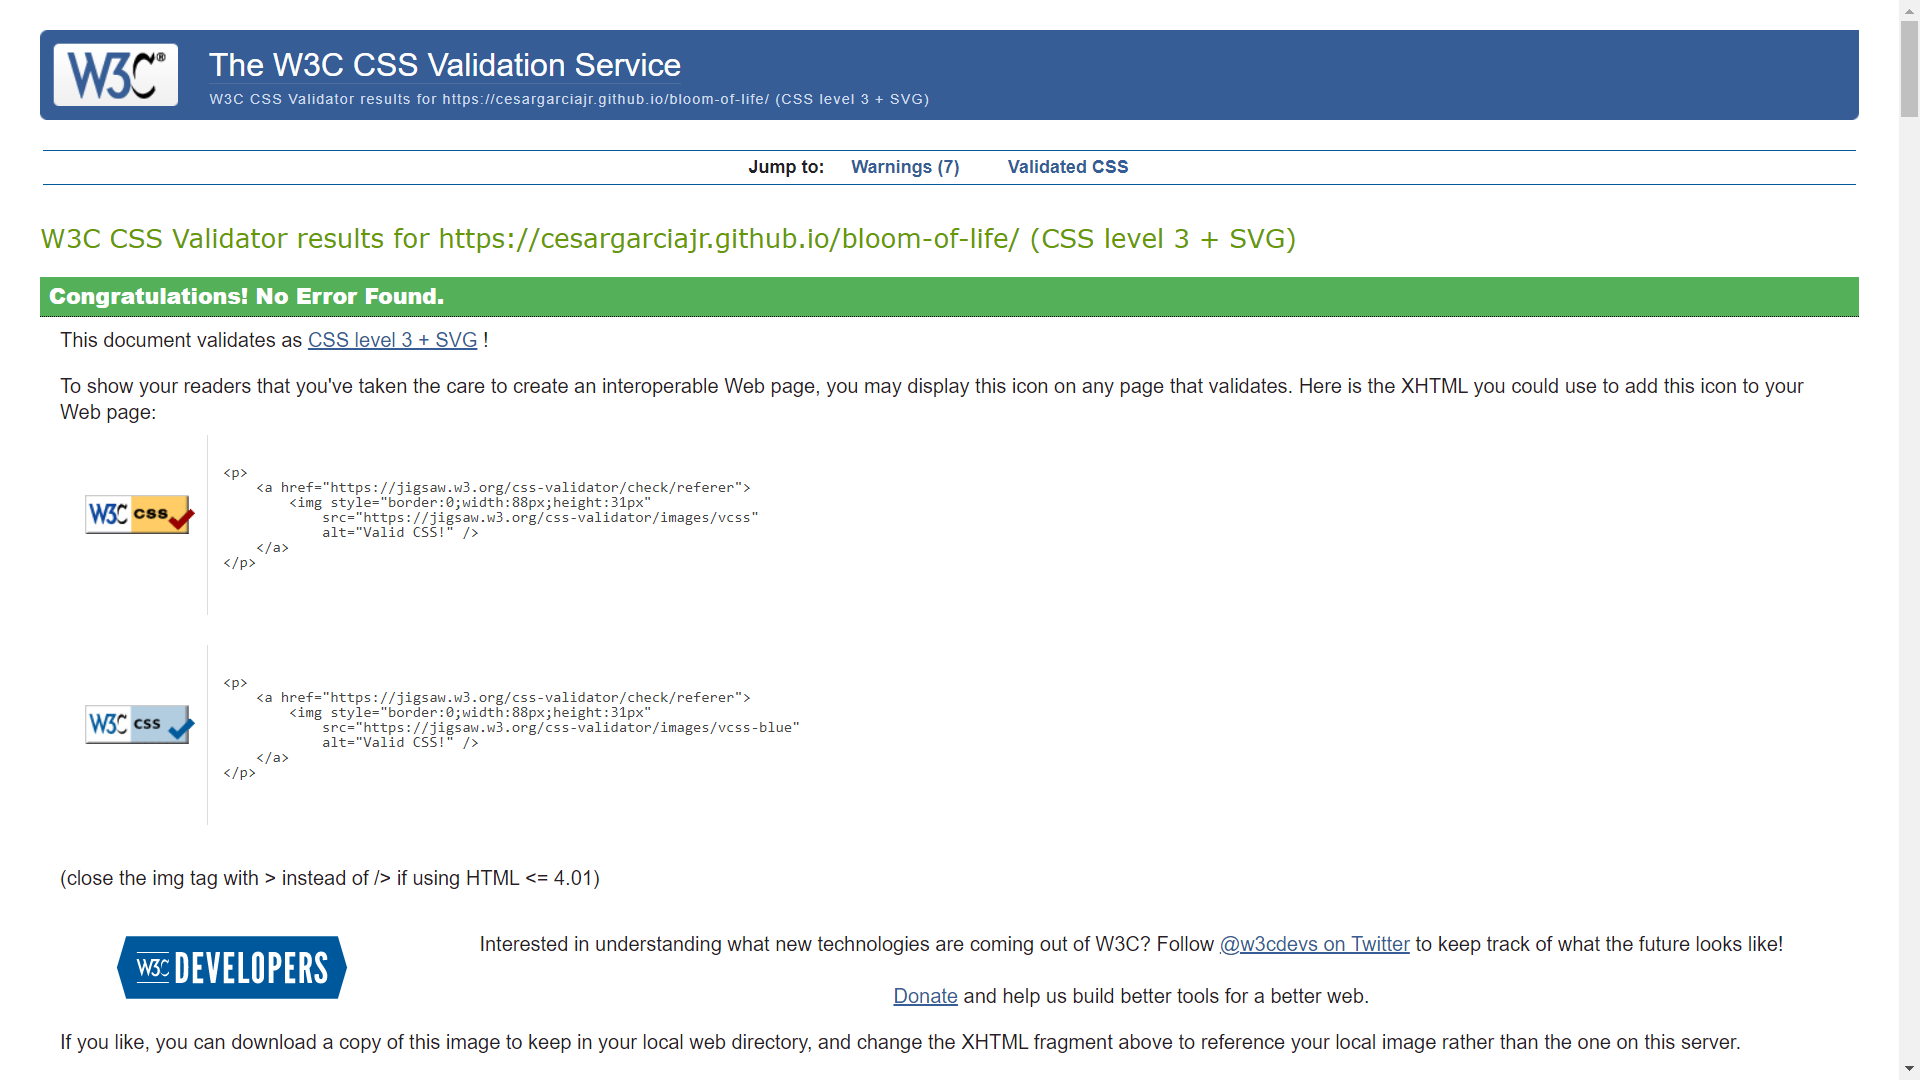 W3C®
The W3C CSS Validation Service
W3C CSS Validator results for https://cesargarciajr.github.io/bloom-of-life/ (CSS level 3 + SVG)
Jump to: Warnings (7) Validated CSS
W3C CSS Validator results for https://cesargarciajr.github.io/bloom-of-life/ (CSS level 3 + SVG)
Congratulations! No Error Found.
This document validates as CSS level 3 + SVG !
To show your readers that you've taken the care to create an interoperable Web page, you may display this icon on any page that validates. Here is the XHTML you could use to add this icon to your
Web page:
W3C css
<p>
<a href="https://jigsaw.w3.org/css-validator/check/referer">
<img style="border:0;width:88px;height:31px"
src="https://jigsaw.w3.org/css-validator/images/vcss"
alt="Valid CSS!" />
</a>
</p>
W3C css
<p>
<a href="https://jigsaw.w3.org/css-validator/check/referer">
<img style="border:0;width:88px;height:31px"
src="https://jigsaw.w3.org/css-validator/images/vcss-blue"
alt="Valid CSS!" />
</a>
</p>
(close the img tag with > instead of /> if using HTML <= 4.01)
W3C DEVELOPERS
Interested in understanding what new technologies are coming out of W3C? Follow @w3cdevs on Twitter to keep track of what the future looks like!
Donate and help us build better tools for a better web.
If you like, you can download a copy of this image to keep in your local web directory, and change the XHTML fragment above to reference your local image rather than the one on this server.